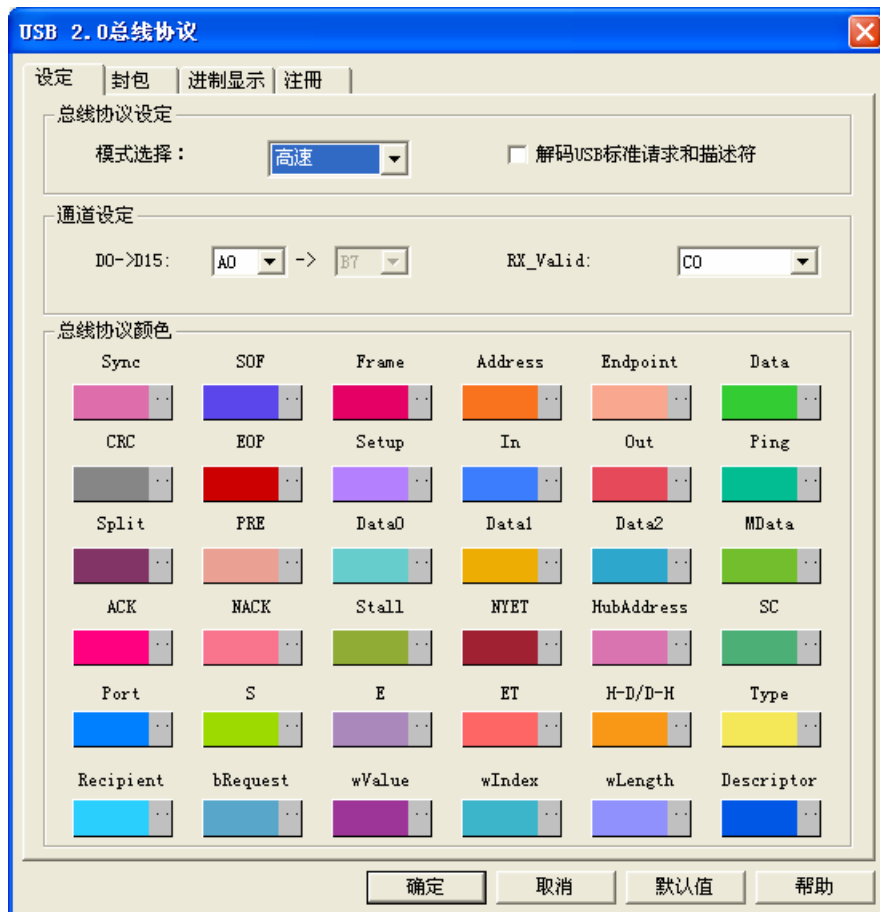 USB 2.0总线协议
设定 封包 进制显示 注册
总线协议设定
模式选择： 高速 解码USB标准请求和描述符
通道设定
D0->D15: A0 -> B7 RX_Valid: C0
总线协议颜色
Sync SOF Frame Address Endpoint Data
CRC EOP Setup In Out Ping
Split PRE Data0 Data1 Data2 MData
ACK NACK Stall NYET HubAddress SC
Port S E ET H-D/D-H Type
Recipient bRequest wValue wIndex wLength Descriptor
确定 取消 默认值 帮助